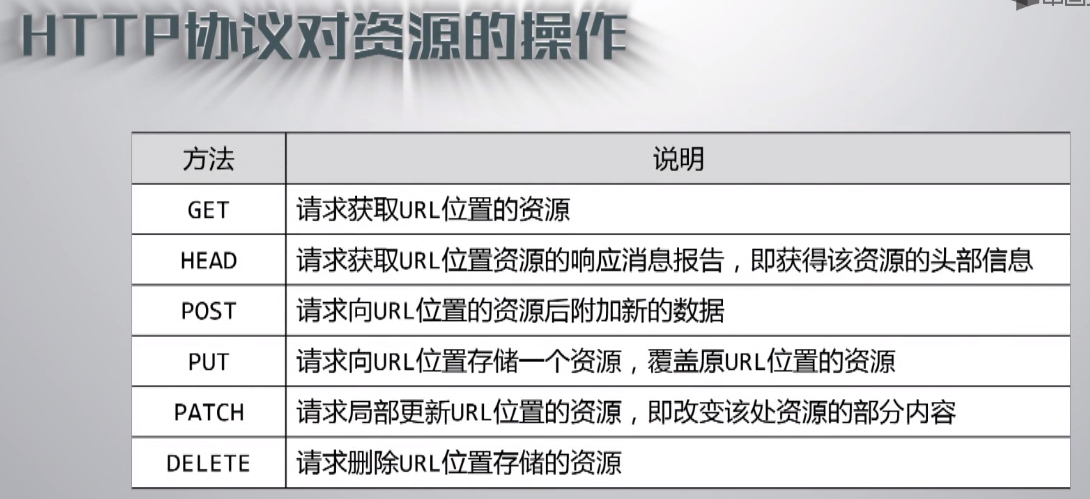 HTTP协议对资源的操作
方法 说明
GET 请求获取URL位置的资源
HEAD 请求获取URL位置资源的响应消息报告，即获得该资源的头部信息
POST 请求向URL位置的资源后附加新的数据
PUT 请求向URL位置存储一个资源，覆盖原URL位置的资源
PATCH 请求局部更新URL位置的资源，即改变该处资源的部分内容
DELETE 请求删除URL位置存储的资源